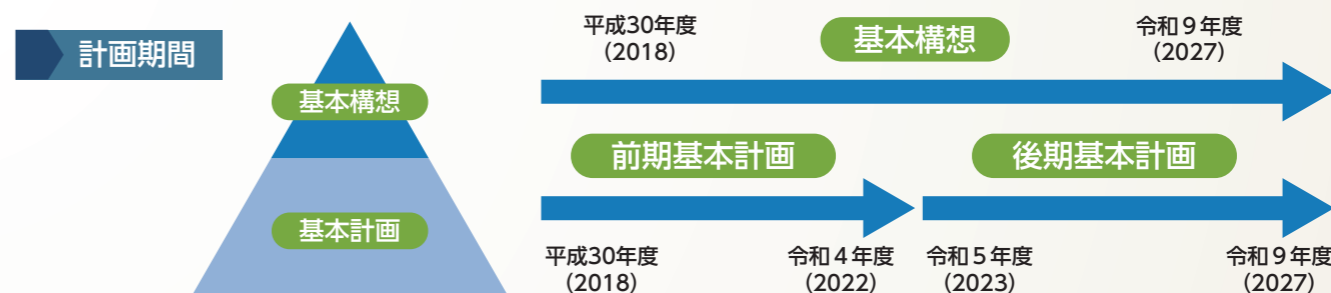 計画期間
基本構想
基本計画
平成30年度
(2018)
基本構想
令和９年度
(2027)
前期基本計画
後期基本計画
平成30年度
(2018)
令和４年度
(2022)
令和５年度
(2023)
令和９年度
(2027)